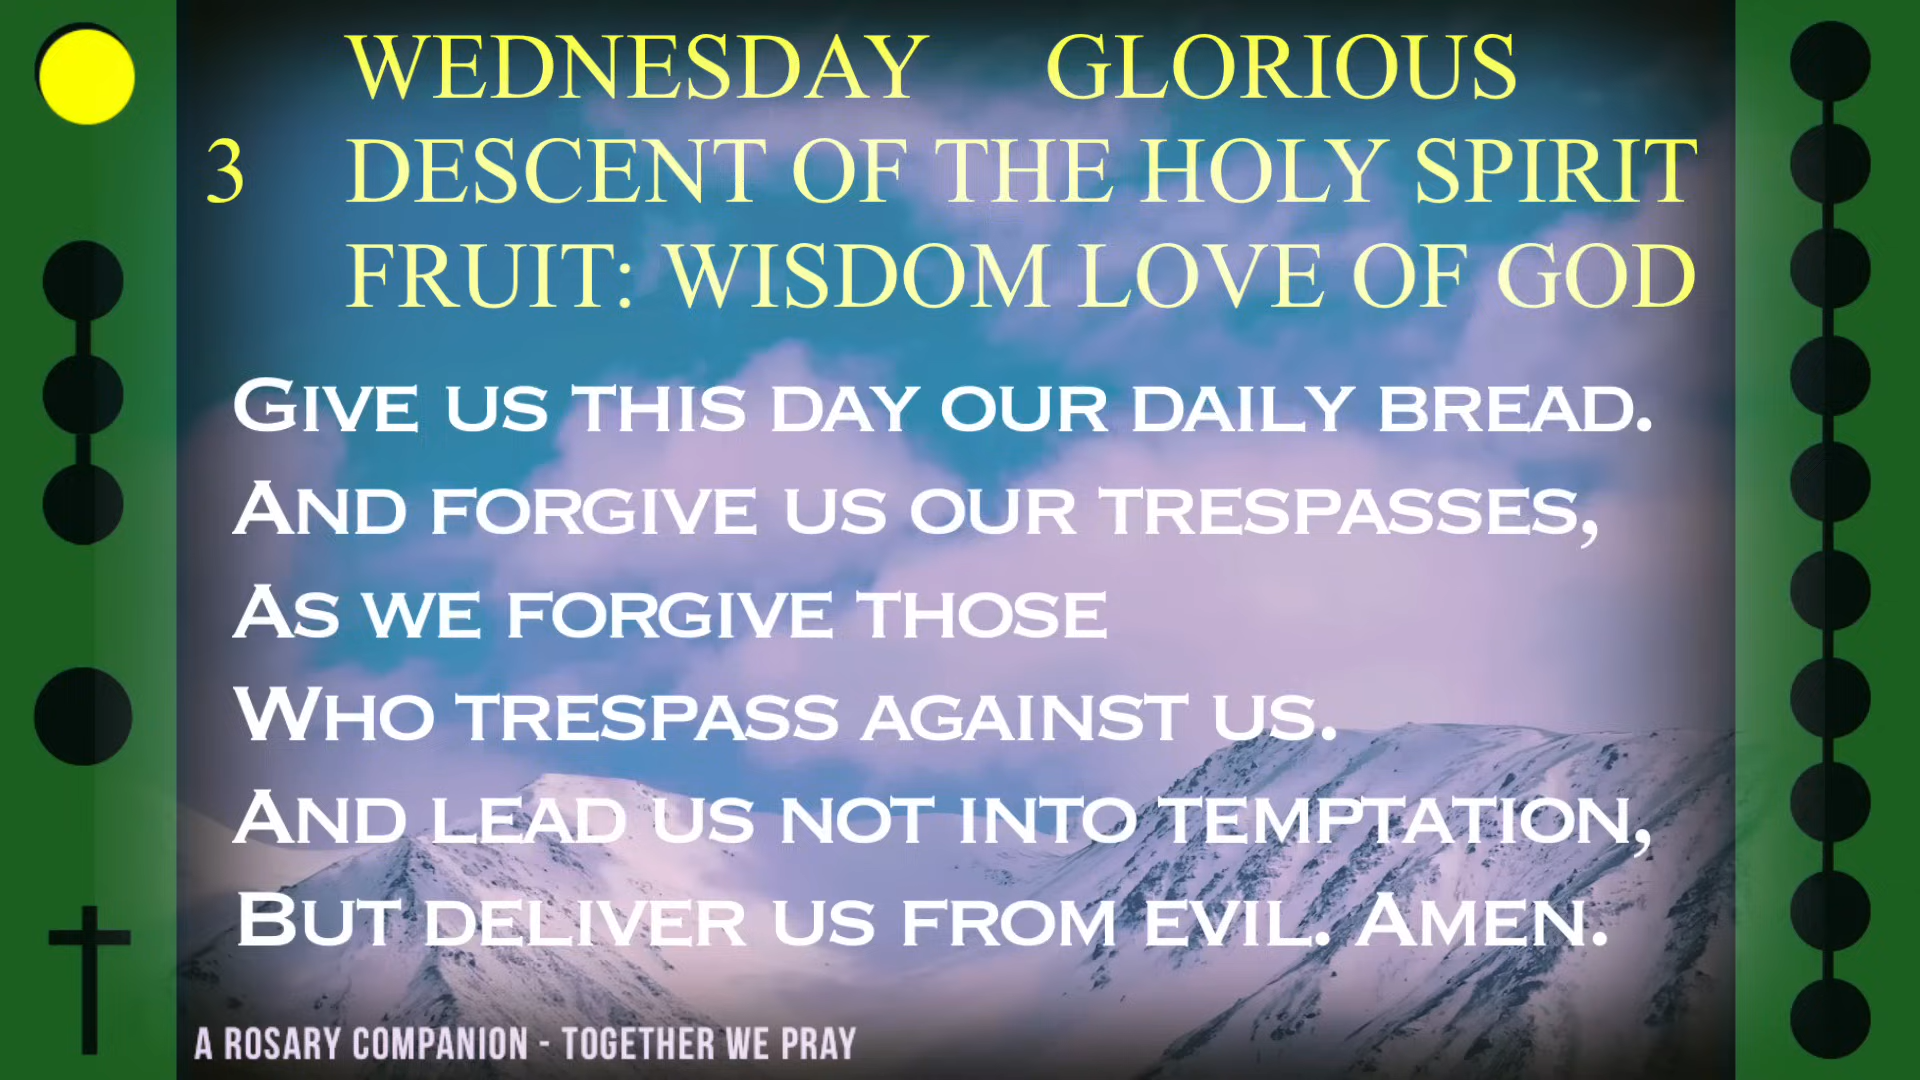 WEDNESDAY GLORIOUS
3 DESCENT OF THE HOLY SPIRIT
FRUIT: WISDOM LOVE OF GOD
GIVE US THIS DAY OUR DAILY BREAD.
AND FORGIVE US OUR TRESPASSES,
AS WE FORGIVE THOSE
WHO TRESPASS AGAINST US.
AND LEAD US NOT INTO TEMPTATION,
BUT DELIVER US FROM EVIL. AMEN.
A ROSARY COMPANION - TOGETHER WE PRAY